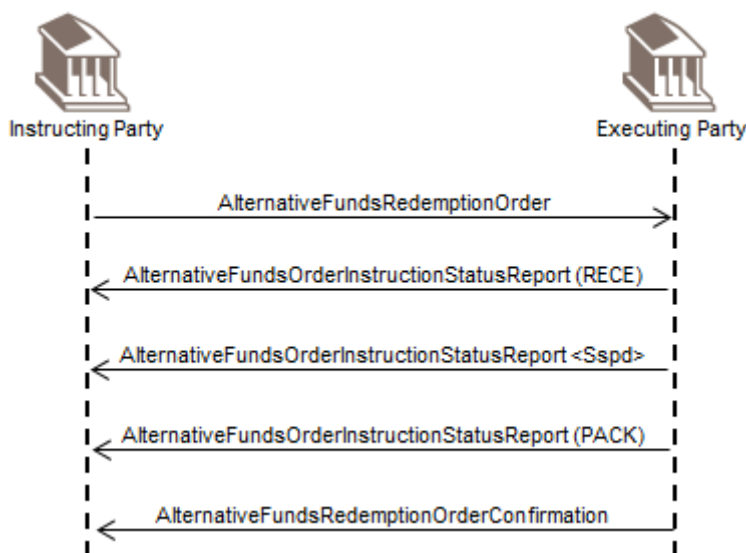 Instructing Party
Executing Party
AlternativeFundsRedemptionOrder
AlternativeFundsOrderInstructionStatusReport (RECE)
AlternativeFundsOrderInstructionStatusReport <Sspd>
AlternativeFundsOrderInstructionStatusReport (PACK)
AlternativeFundsRedemptionOrderConfirmation